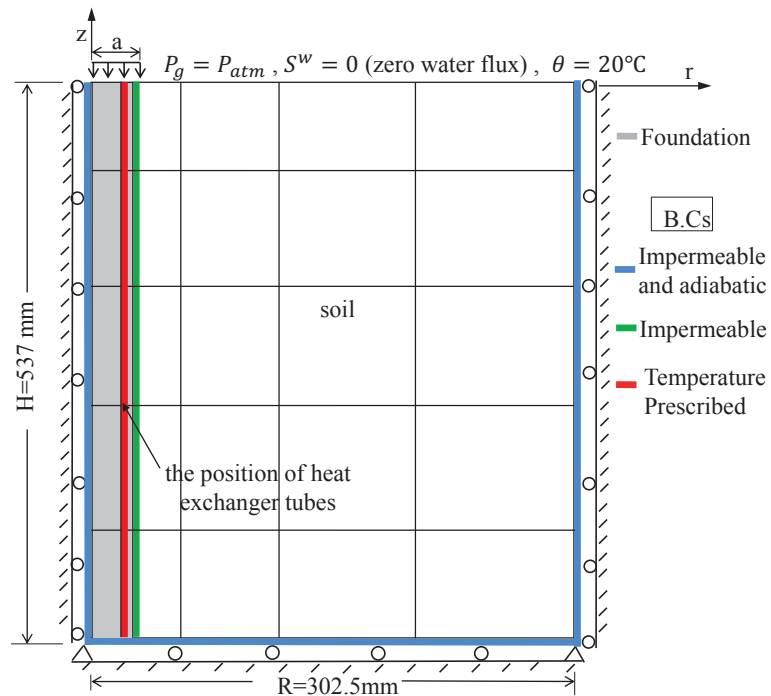 z
a
P_g = P_atm , S^w = 0 (zero water flux) , θ = 20℃
r
Foundation
B.Cs
Impermeable
and adiabatic
soil
Impermeable
H=537 mm
Temperature
Prescribed
the position of heat
exchanger tubes
R=302.5mm